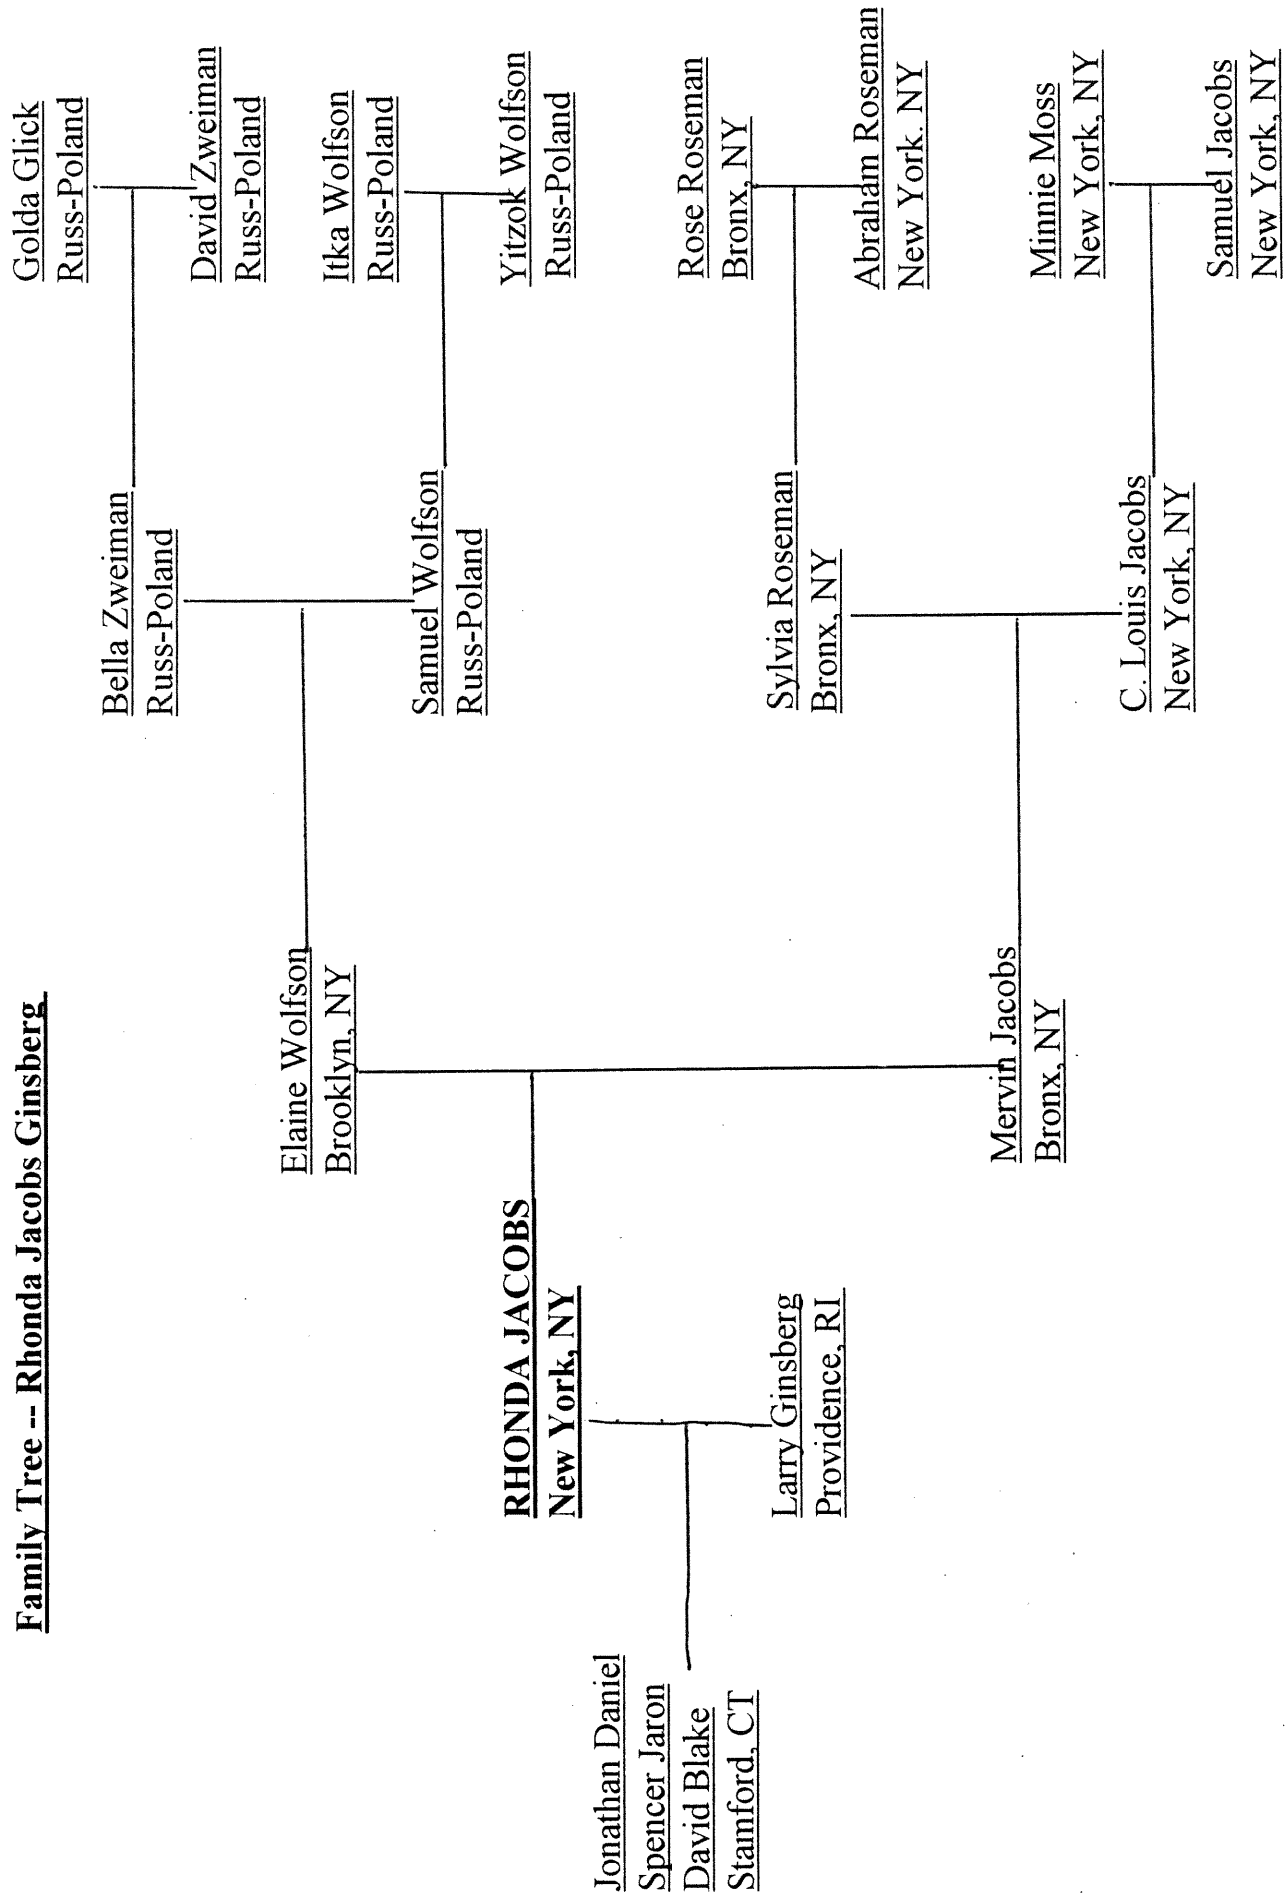 Family Tree -- Rhonda Jacobs Ginsberg
Jonathan Daniel
Spencer Jaron
David Blake
Stamford, CT
RHONDA JACOBS
New York, NY
Larry Ginsberg
Providence, RI
Elaine Wolfson
Brooklyn, NY
Mervin Jacobs
Bronx, NY
Bella Zweiman
Russ-Poland
Samuel Wolfson
Russ-Poland
Sylvia Roseman
Bronx, NY
C. Louis Jacobs
New York, NY
Golda Glick
Russ-Poland
David Zweiman
Russ-Poland
Itka Wolfson
Russ-Poland
Yitzok Wolfson
Russ-Poland
Rose Roseman
Bronx, NY
Abraham Roseman
New York. NY
Minnie Moss
New York, NY
Samuel Jacobs
New York, NY